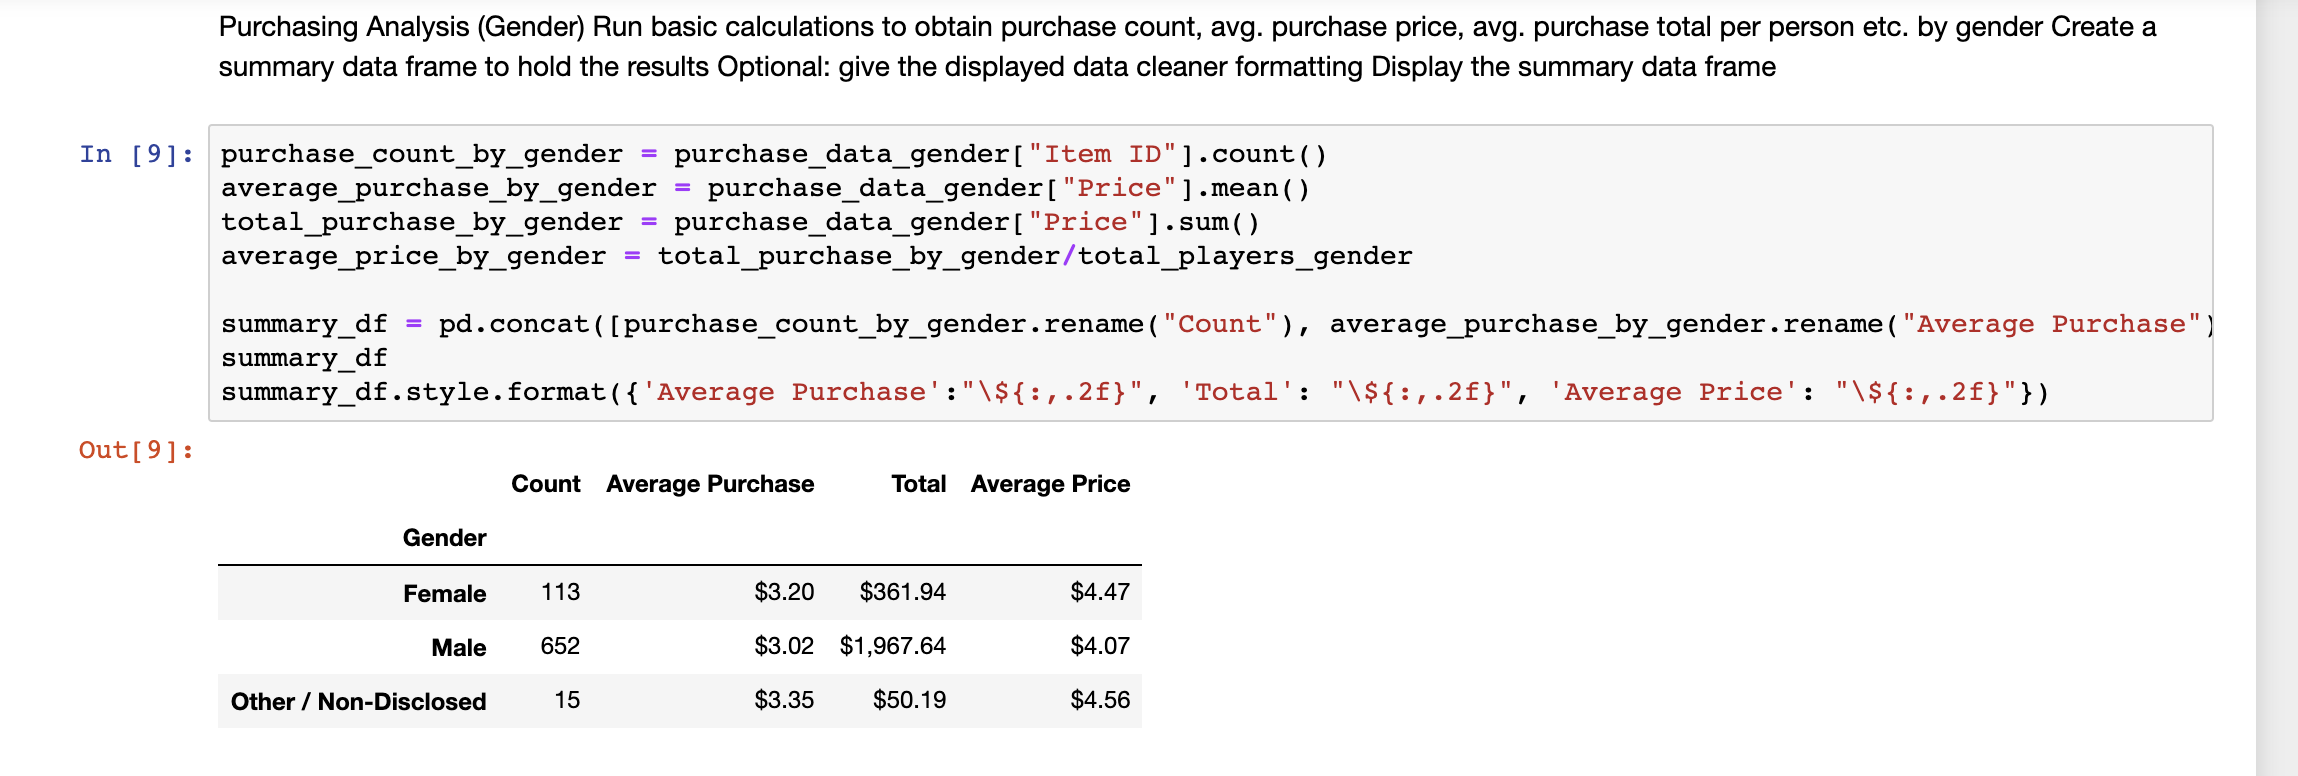 Purchasing Analysis (Gender) Run basic calculations to obtain purchase count, avg. purchase price, avg. purchase total per person etc. by gender Create a
summary data frame to hold the results Optional: give the displayed data cleaner formatting Display the summary data frame
In [9]:
purchase_count_by_gender = purchase_data_gender["Item ID"].count()
average_purchase_by_gender = purchase_data_gender["Price"].mean()
total_purchase_by_gender = purchase_data_gender["Price"].sum()
average_price_by_gender = total_purchase_by_gender/total_players_gender
summary_df = pd.concat([purchase_count_by_gender.rename("Count"), average_purchase_by_gender.rename("Average Purchase")
summary_df
summary_df.style.format({'Average Purchase':"\${:,.2f}", 'Total': "\${:,.2f}", 'Average Price': "\${:,.2f}"})
Out[9]:
Count Average Purchase Total Average Price
Gender
Female 113 $3.20 $361.94 $4.47
Male 652 $3.02 $1,967.64 $4.07
Other / Non-Disclosed 15 $3.35 $50.19 $4.56